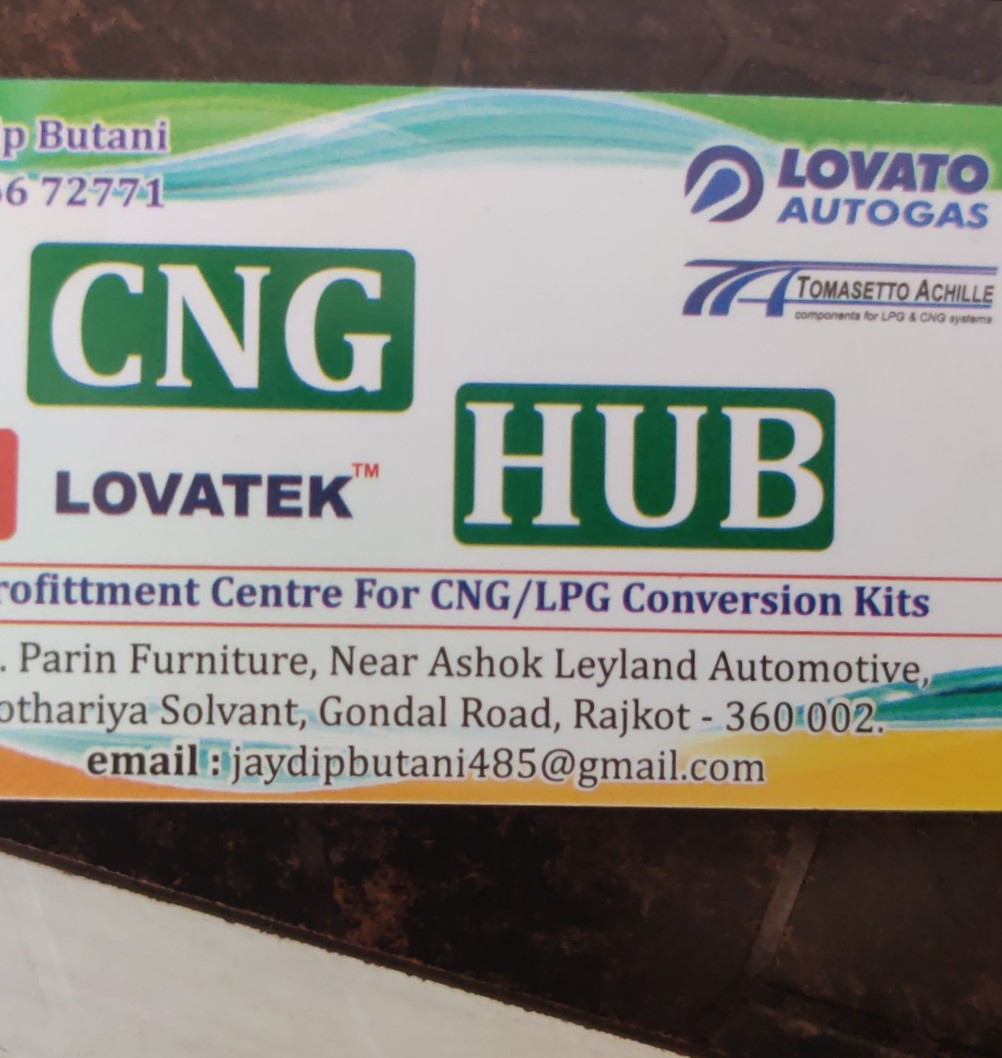 p Butani
6 72771
LOVATO
AUTOGAS
TOMASETTO ACHILLE
components for LPG & CNG systems
CNG
HUB
LOVATEK™
rofittment Centre For CNG/LPG Conversion Kits
. Parin Furniture, Near Ashok Leyland Automotive,
othariya Solvant, Gondal Road, Rajkot - 360 002.
email : jaydipbutani485@gmail.com